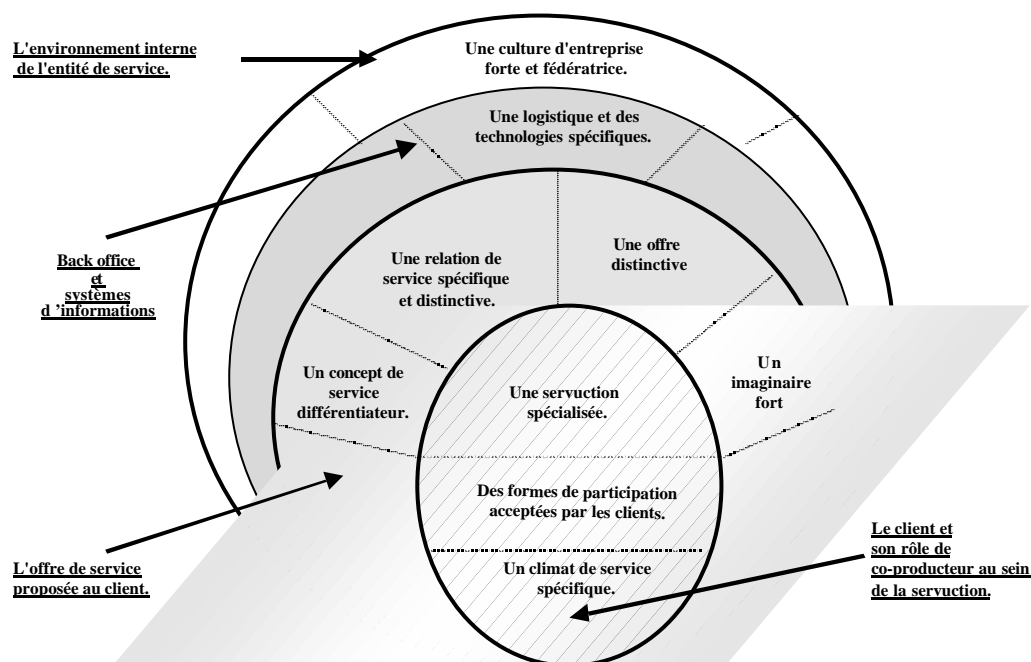 L'environnement interne
de l'entité de service.
Une culture d'entreprise
forte et fédératrice.
Une logistique et des
technologies spécifiques.
Back office
et
systèmes
d 'informations
Une relation de
service spécifique
et distinctive.
Une offre
distinctive
Un concept de
service
différentiateur.
Une servuction
spécialisée.
Un
imaginaire
fort
Des formes de participation
acceptées par les clients.
Un climat de service
spécifique.
L'offre de service
proposée au client.
Le client et
son rôle de
co-producteur au sein
de la servuction.